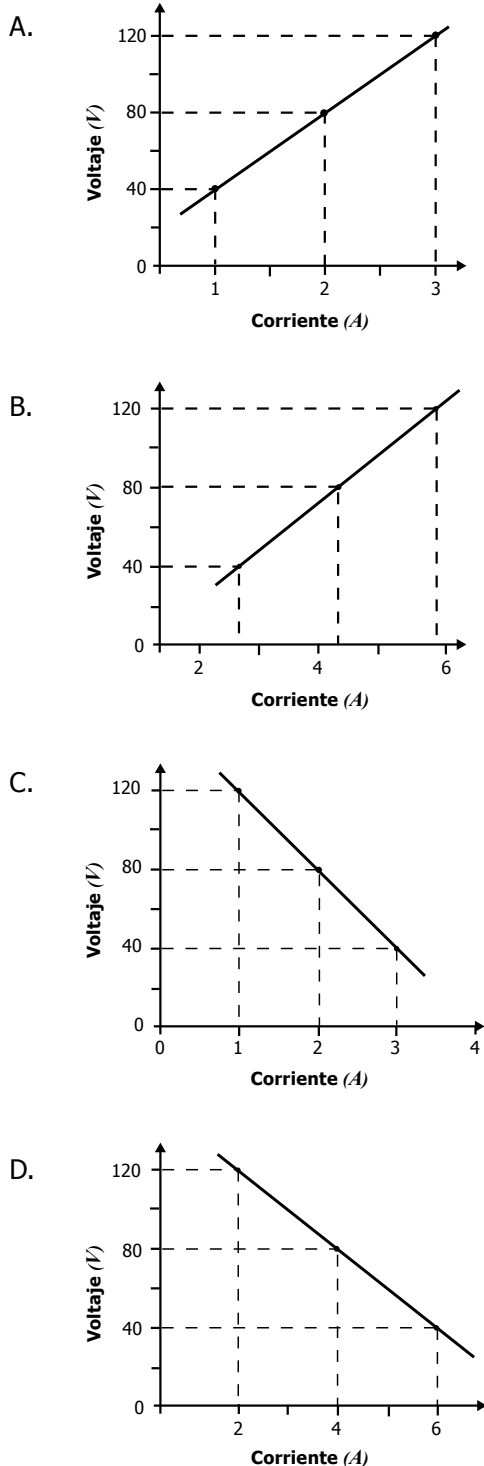 A.
Voltaje (V)
120
80
40
0
1 2 3
Corriente (A)
B.
Voltaje (V)
120
80
40
0
2 4 6
Corriente (A)
C.
Voltaje (V)
120
80
40
0
0 1 2 3 4
Corriente (A)
D.
Voltaje (V)
120
80
40
0
2 4 6
Corriente (A)